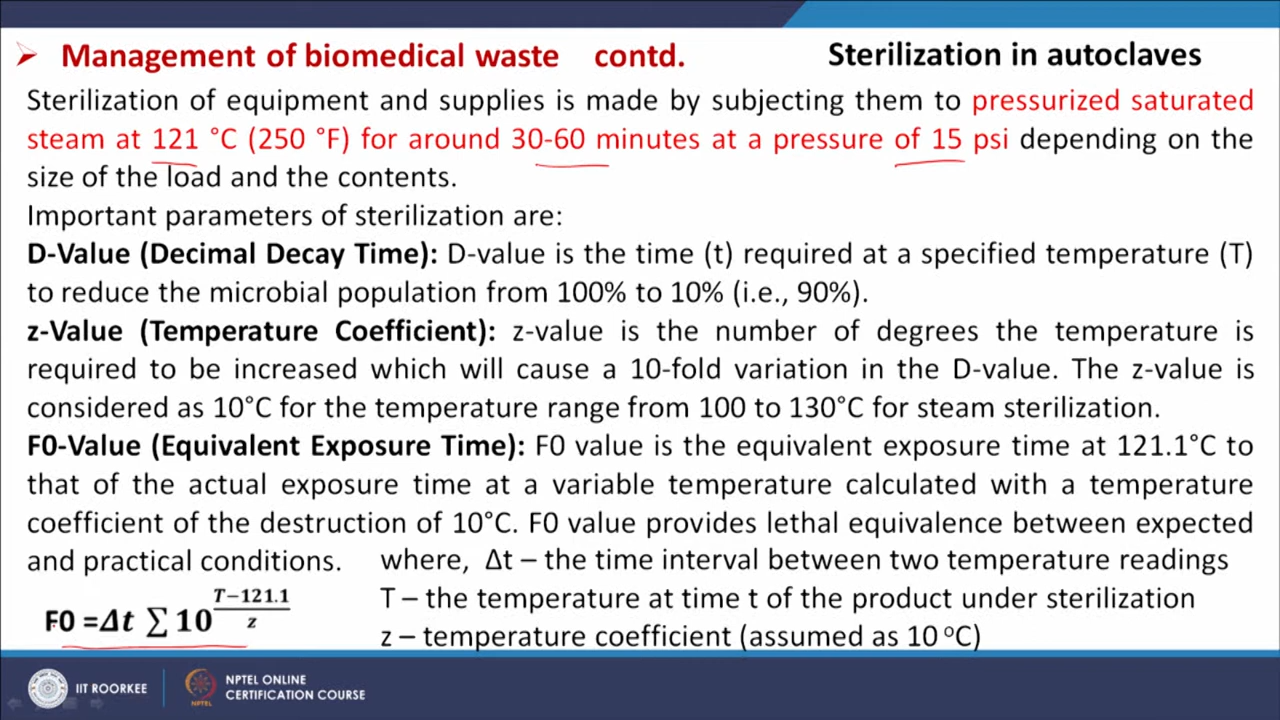 Management of biomedical waste contd. Sterilization in autoclaves
Sterilization of equipment and supplies is made by subjecting them to pressurized saturated
steam at 121 °C (250 °F) for around 30-60 minutes at a pressure of 15 psi depending on the
size of the load and the contents.
Important parameters of sterilization are:
D-Value (Decimal Decay Time): D-value is the time (t) required at a specified temperature (T)
to reduce the microbial population from 100% to 10% (i.e., 90%).
z-Value (Temperature Coefficient): z-value is the number of degrees the temperature is
required to be increased which will cause a 10-fold variation in the D-value. The z-value is
considered as 10°C for the temperature range from 100 to 130°C for steam sterilization.
F0-Value (Equivalent Exposure Time): F0 value is the equivalent exposure time at 121.1°C to
that of the actual exposure time at a variable temperature calculated with a temperature
coefficient of the destruction of 10°C. F0 value provides lethal equivalence between expected
and practical conditions.
where, Δt – the time interval between two temperature readings
T – the temperature at time t of the product under sterilization
z – temperature coefficient (assumed as 10 °C)
F0 =Δt ∑ 10^((T−121.1)/z)
IIT ROORKEE
NPTEL ONLINE
CERTIFICATION COURSE
NPTEL